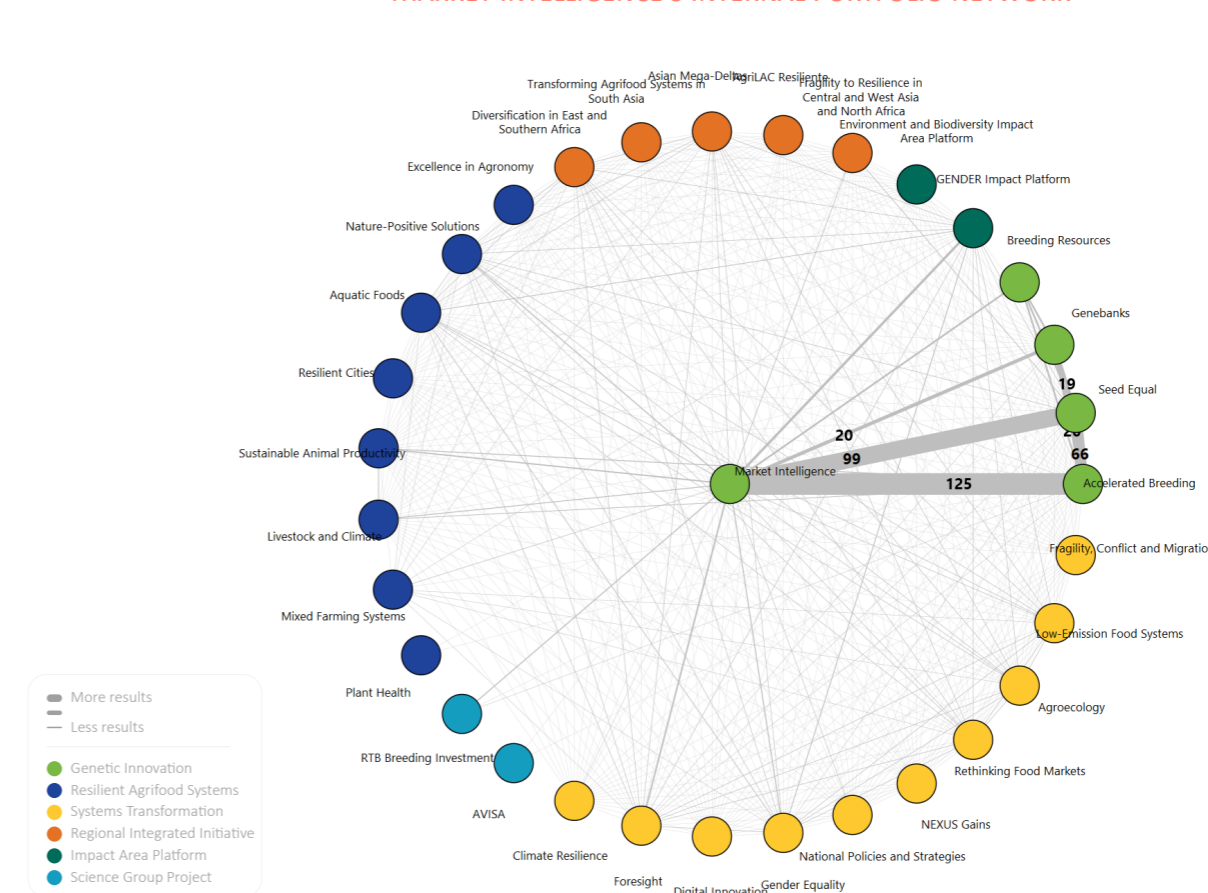 MARKET INTELLIGENCE'S INTERNAL PORTFOLIO NETWORK
Asian Mega-Deltas
AgriLAC Resiliente
Transforming Agrifood Systems in
South Asia
Fragility to Resilience in
Central and West Asia
and North Africa
Diversification in East and
Southern Africa
Environment and Biodiversity Impact
Area Platform
Excellence in Agronomy
GENDER Impact Platform
Nature-Positive Solutions
Breeding Resources
Aquatic Foods
Genebanks
Resilient Cities
19
Seed Equal
20
99
66
Sustainable Animal Productivity
Market Intelligence
125
Accelerated Breeding
Livestock and Climate
Fragility, Conflict and Migratio
Mixed Farming Systems
Low-Emission Food Systems
Plant Health
Agroecology
RTB Breeding Investment
Rethinking Food Markets
AVISA
NEXUS Gains
Climate Resilience
National Policies and Strategies
Foresight
Digital Innovation
Gender Equality
More results
Less results
Genetic Innovation
Resilient Agrifood Systems
Systems Transformation
Regional Integrated Initiative
Impact Area Platform
Science Group Project